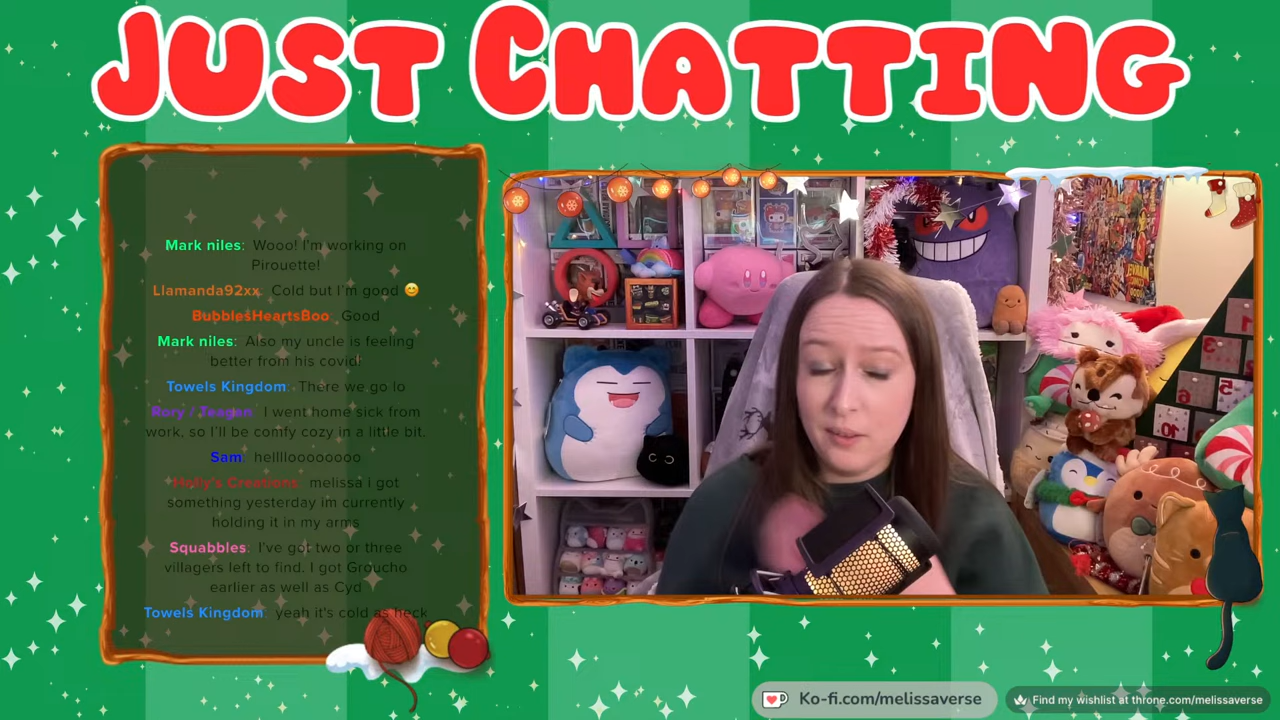 JUST CHATTING
Mark niles: Wooo! I'm working on
Pirouette!
Llamanda92xx: Cold but I'm good 😊
BubblesHeartsBoo: Good
Mark niles: Also my uncle is feeling
better from his covid!
Towels Kingdom: There we go lo
Rory / Teagan: I went home sick from
work, so I'll be comfy cozy in a little bit.
Sam: helllloooooooo
Holly's Creations: melissa i got
something yesterday im currently
holding it in my arms
Squabbles: I've got two or three
villagers left to find. I got Groucho
earlier as well as Cyd
Towels Kingdom: yeah it's cold as heck
Ko-fi.com/melissaverse
Find my wishlist at throne.com/melissaverse